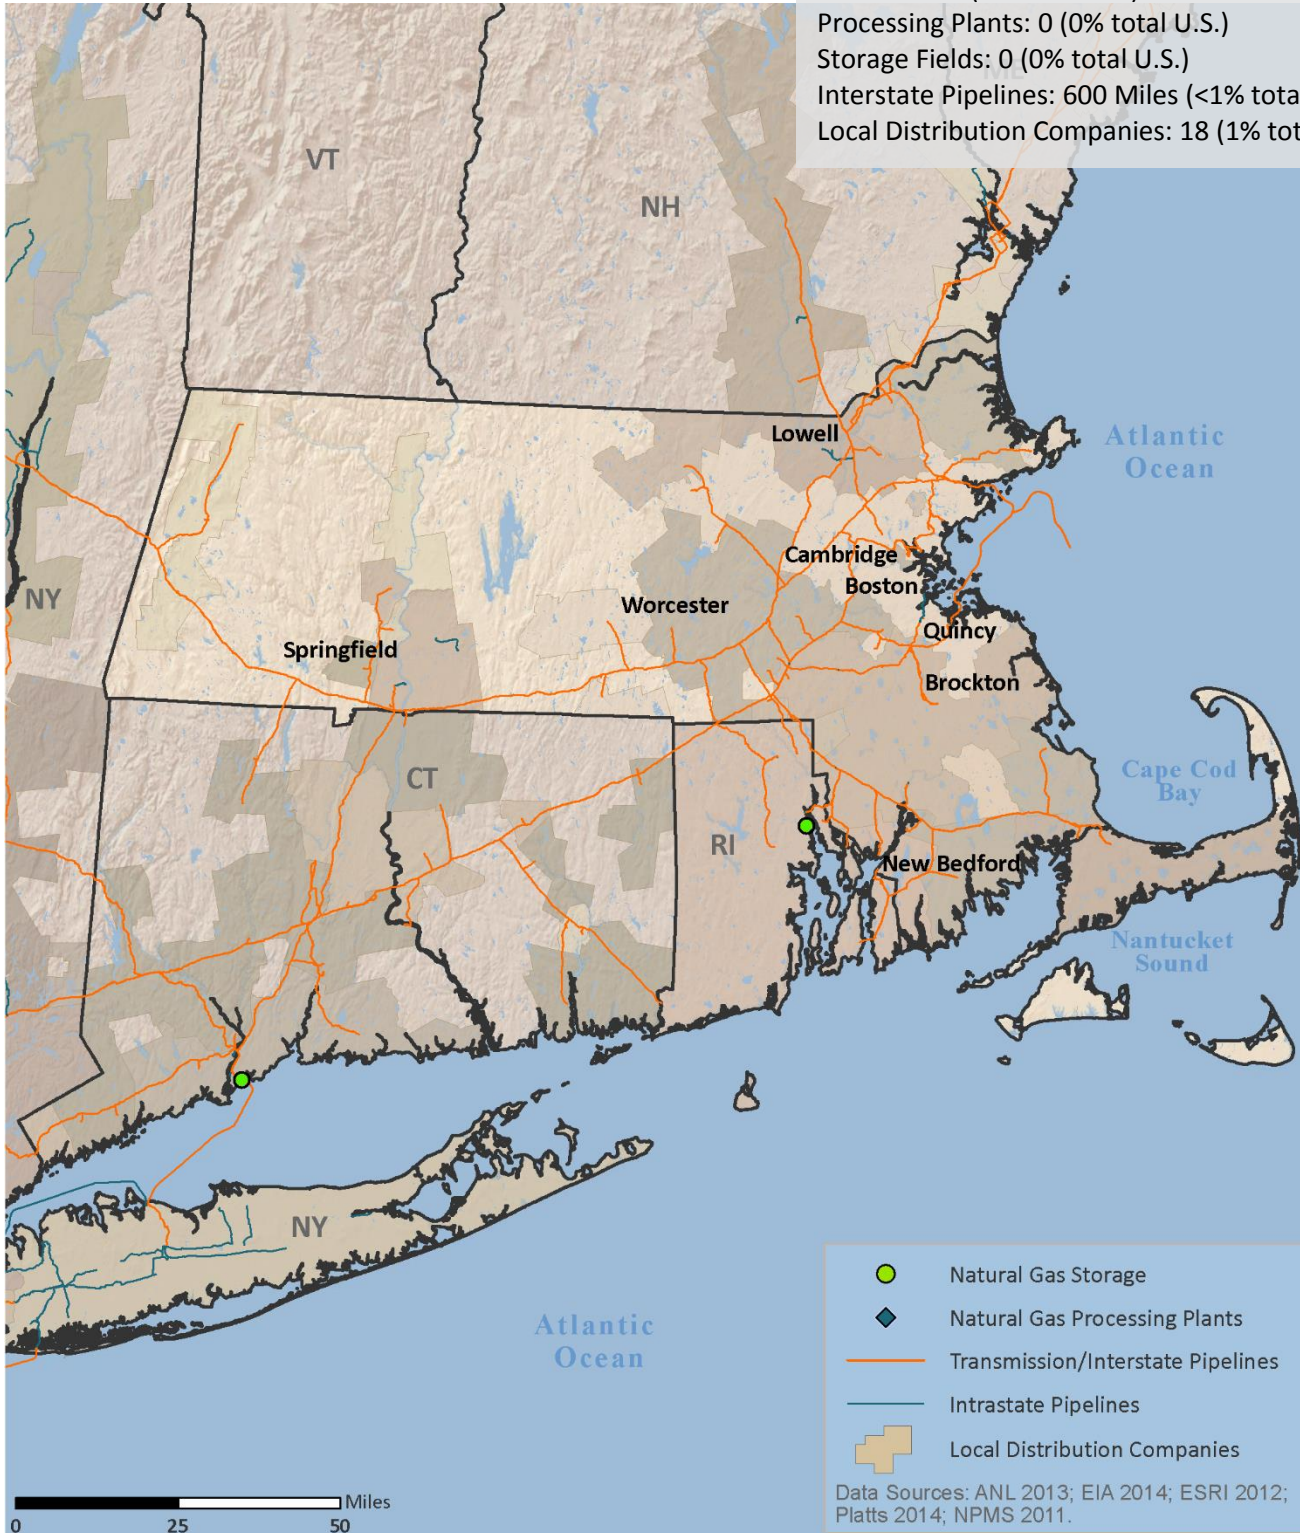 Processing Plants: 0 (0% total U.S.)
Storage Fields: 0 (0% total U.S.)
ME
Interstate Pipelines: 600 Miles (<1% total
Local Distribution Companies: 18 (1% tot
VT
NH
Lowell
Atlantic
Ocean
Cambridge
Boston
NY
Worcester
Quincy
Springfield
Brockton
CT
Cape Cod
Bay
RI
New Bedford
Nantucket
Sound
NY
Atlantic
Ocean
Natural Gas Storage
Natural Gas Processing Plants
Transmission/Interstate Pipelines
Intrastate Pipelines
Local Distribution Companies
Data Sources: ANL 2013; EIA 2014; ESRI 2012;
Platts 2014; NPMS 2011.
Miles
0 25 50